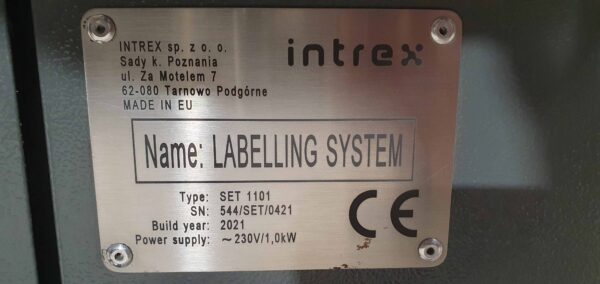 INTREX sp. z o. o.
Sady k. Poznania
ul. Za Motelem 7
62-080 Tarnowo Podgórne
MADE IN EU
intrex
Name: LABELLING SYSTEM
Type: SET 1101
SN: 544/SET/0421
Build year: 2021
Power supply: ~230V/1,0kW
CE